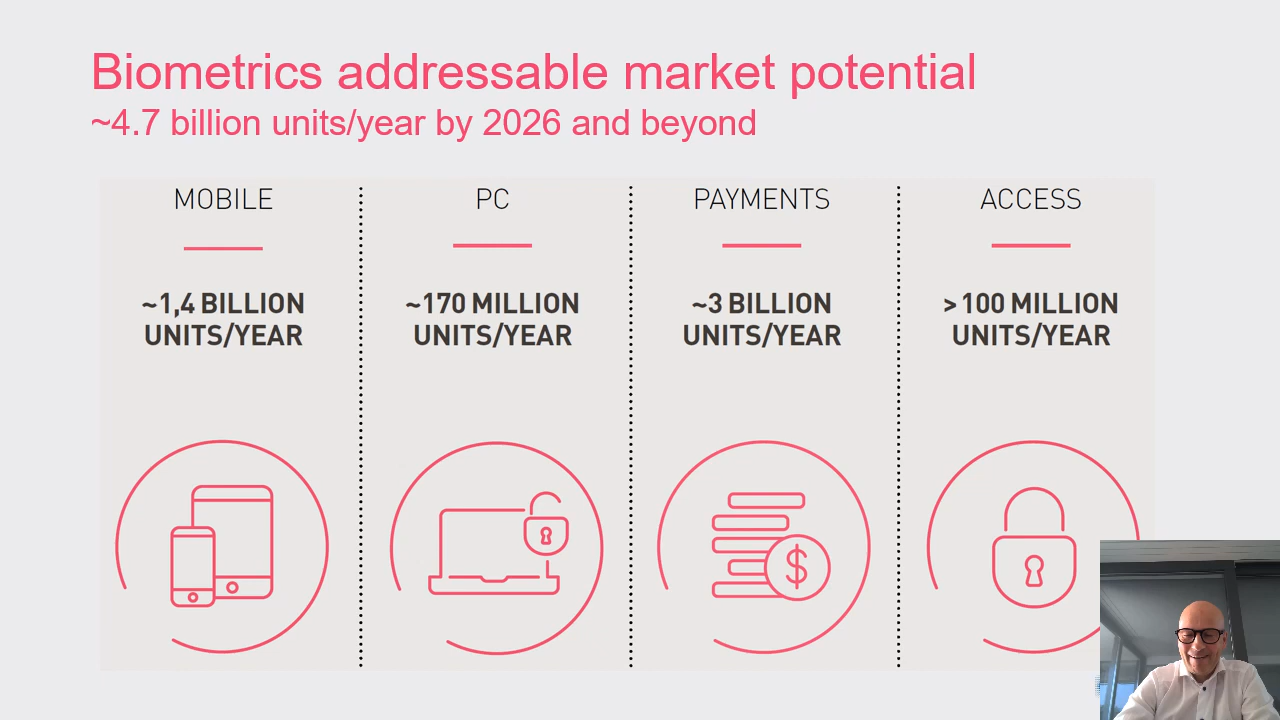 Biometrics addressable market potential
~4.7 billion units/year by 2026 and beyond
MOBILE
~1,4 BILLION
UNITS/YEAR
PC
~170 MILLION
UNITS/YEAR
PAYMENTS
~3 BILLION
UNITS/YEAR
$
ACCESS
>100 MILLION
UNITS/YEAR